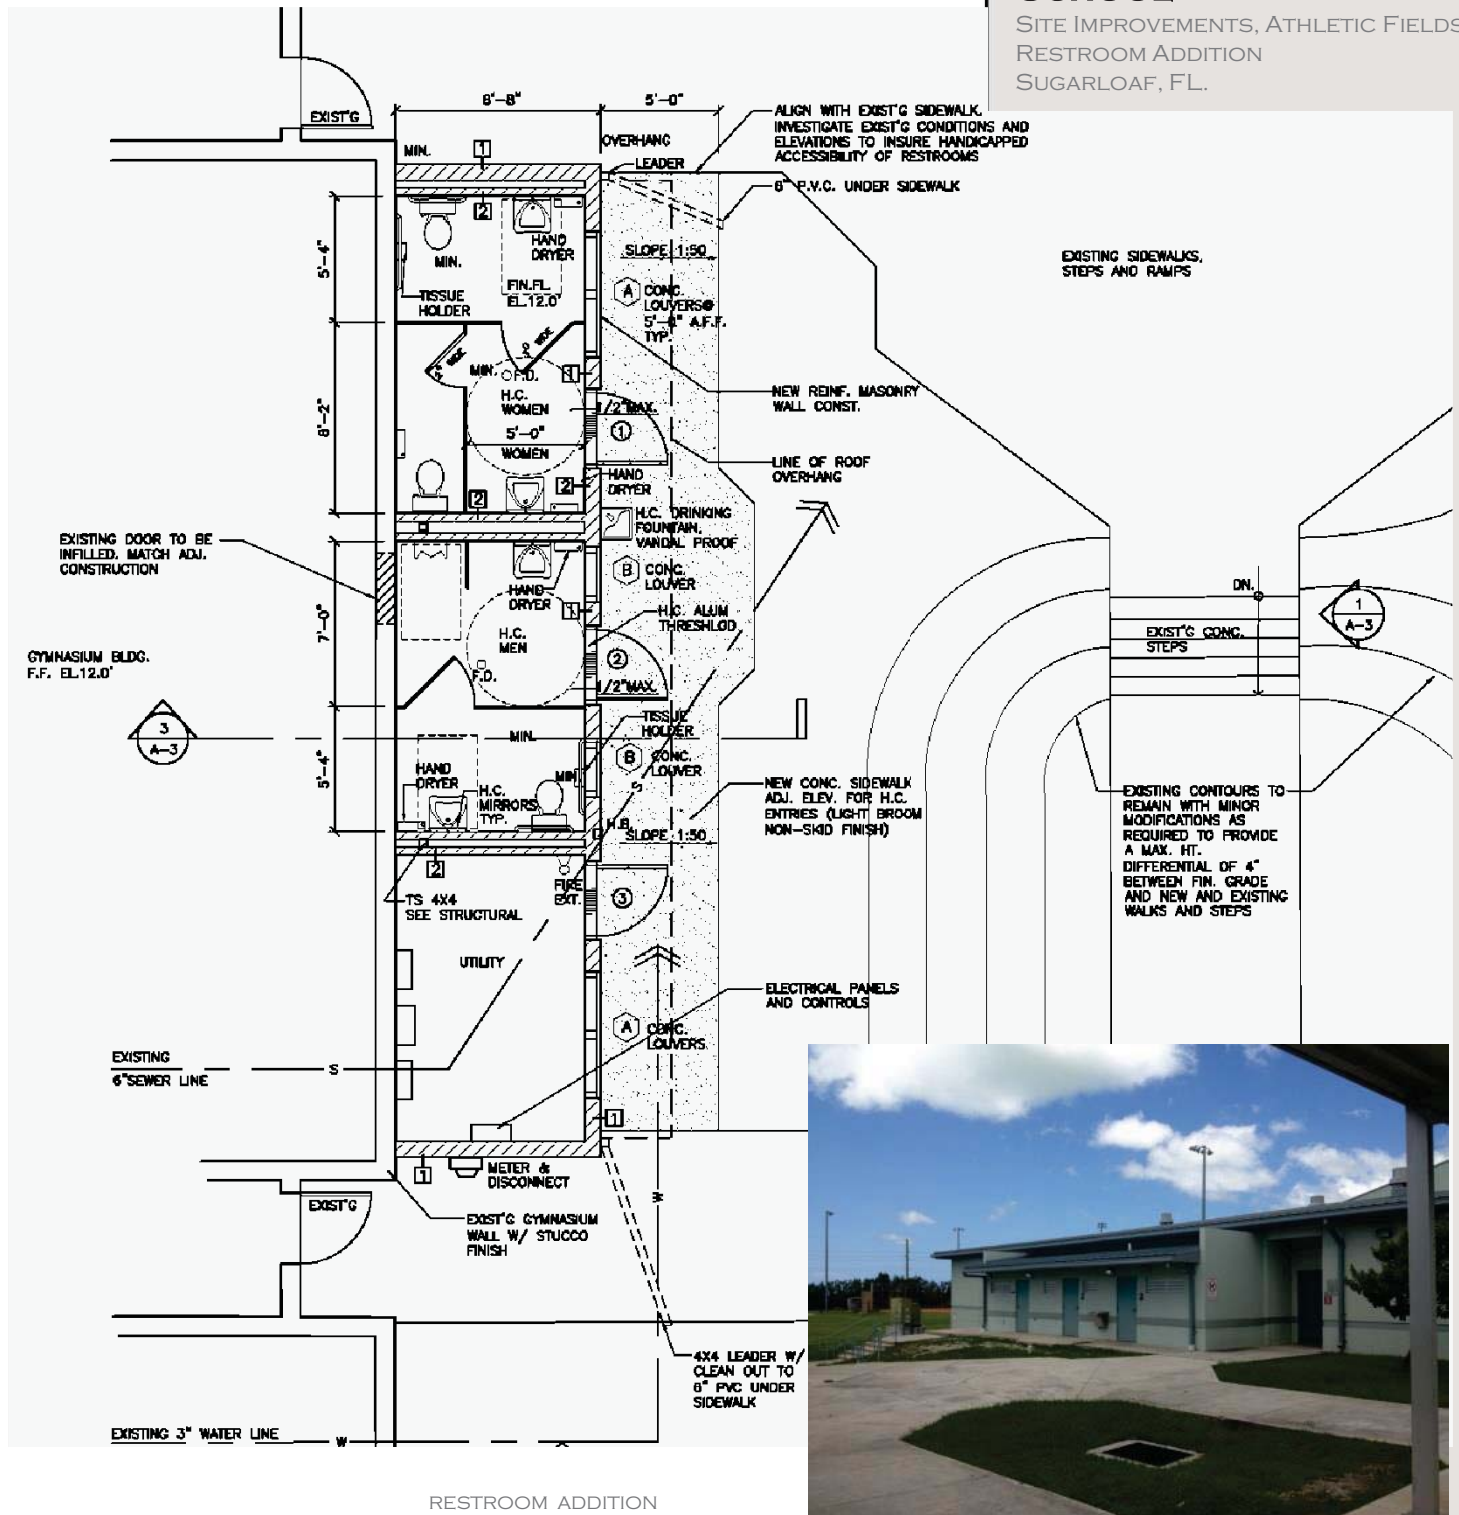 SITE IMPROVEMENTS, ATHLETIC FIELDS
RESTROOM ADDITION
SUGARLOAF, FL.
EXIST'G
8'-8"
5'-0"
ALIGN WITH EXIST'G SIDEWALK.
INVESTIGATE EXIST'G CONDITIONS AND
ELEVATIONS TO INSURE HANDICAPPED
ACCESSIBILITY OF RESTROOMS
OVERHANG
MIN.
1
LEADER
6" P.V.C. UNDER SIDEWALK
2
HAND
DRYER
MIN.
SLOPE 1:50
EXISTING SIDEWALKS,
STEPS AND RAMPS
5'-4"
TISSUE
HOLDER
FIN.FL.
EL.12.0'
A
CONC.
LOUVERS@
5'-8" A.F.F.
TYP.
WIDE
WIDE
MIN.
F.D.
1
H.C.
WOMEN
NEW REINF. MASONRY
WALL CONST.
1/2"MAX.
8'-2"
5'-0"
WOMEN
1
LINE OF ROOF
OVERHANG
HAND
DRYER
2
2
H.C. DRINKING
FOUNTAIN,
VANDAL PROOF
EXISTING DOOR TO BE
INFILLED. MATCH ADJ.
CONSTRUCTION
B
CONC.
LOUVER
HAND
DRYER
1
H.C. ALUM
THRESHLOD
DN.
1
A-3
EXIST'G CONC.
STEPS
7'-0"
H.C.
MEN
2
GYMNASIUM BLDG.
F.F. EL.12.0'
F.D.
1/2"MAX.
TISSUE
HOLDER
3
A-3
MIN.
B
CONC.
LOUVER
5'-4"
HAND
DRYER
MIN.
H.C.
MIRRORS
TYP.
S
NEW CONC. SIDEWALK
ADJ. ELEV. FOR H.C.
ENTRIES (LIGHT BROOM
NON-SKID FINISH)
EXISTING CONTOURS TO
REMAIN WITH MINOR
MODIFICATIONS AS
REQUIRED TO PROVIDE
A MAX. HT.
DIFFERENTIAL OF 4"
BETWEEN FIN. GRADE
AND NEW AND EXISTING
WALKS AND STEPS
H.B.
SLOPE 1:50
2
FIRE
EXT.
3
TS 4X4
SEE STRUCTURAL
UTILITY
ELECTRICAL PANELS
AND CONTROLS
A
CONC.
LOUVERS
EXISTING
6"SEWER LINE
S
1
1
METER &
DISCONNECT
W
EXIST'G
EXIST'G GYMNASIUM
WALL W/ STUCCO
FINISH
4X4 LEADER W/
CLEAN OUT TO
6" PVC UNDER
SIDEWALK
EXISTING 3" WATER LINE
W
RESTROOM ADDITION